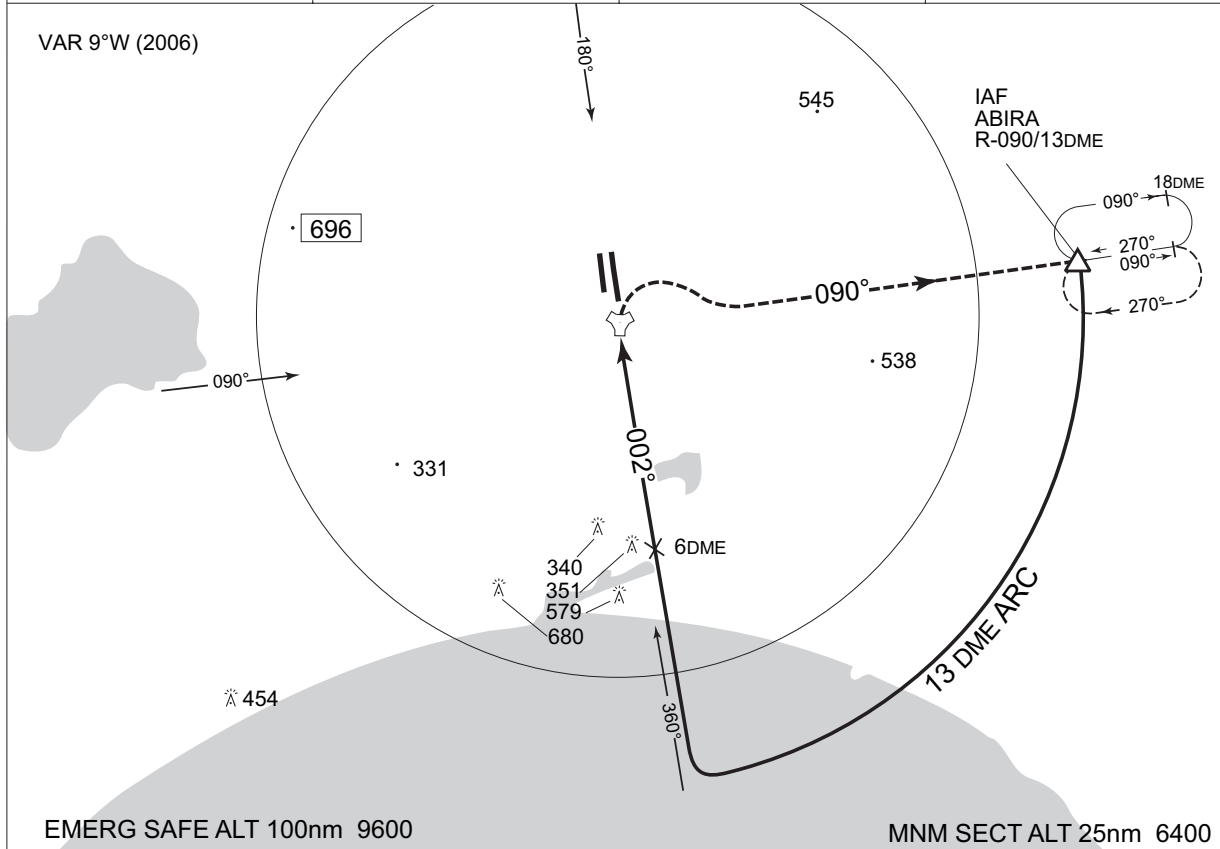 VAR 9°W (2006)
180°
545
IAF
ABIRA
R-090/13DME
18DME
090°
270°
090°
270°
696
090°
538
090°
002°
331
6DME
340
351
579
680
454
360°
13 DME ARC
EMERG SAFE ALT 100nm 9600
MNM SECT ALT 25nm 6400